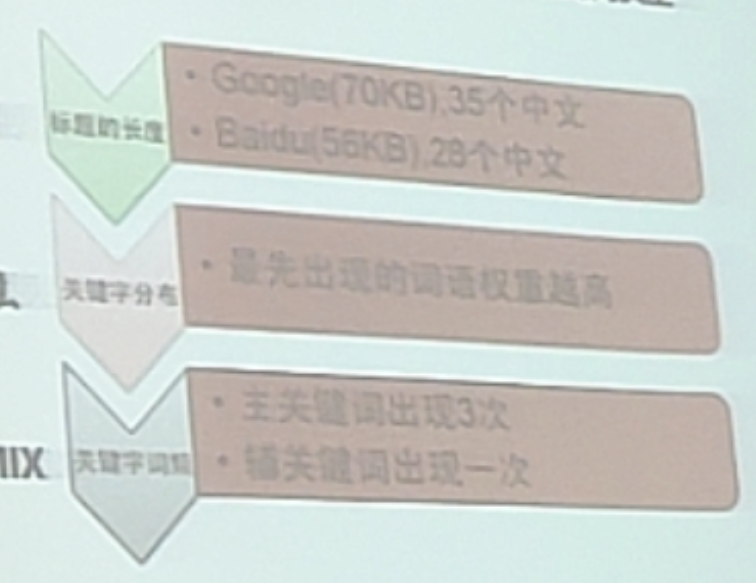 标题的长度
• Google(70KB),35个中文
• Baidu(56KB),28个中文
关键字分布
• 最先出现的词语权重越高
关键字词频
• 主关键词出现3次
• 辅关键词出现一次
IIX